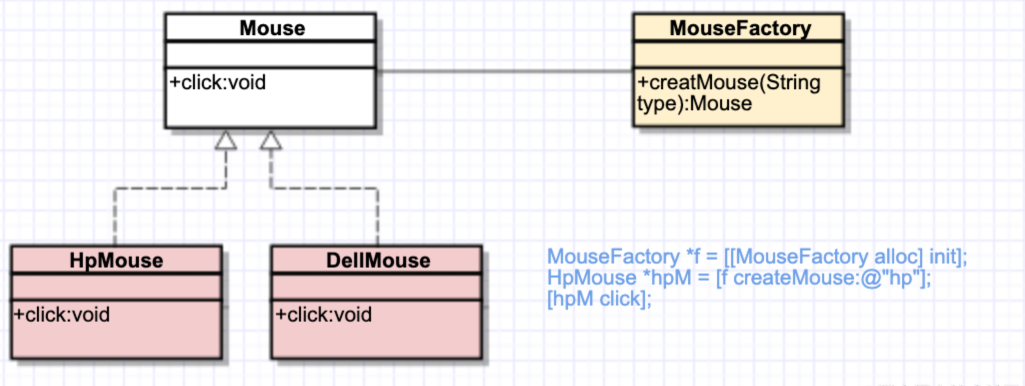 Mouse
+click:void
MouseFactory
+creatMouse(String
type):Mouse
HpMouse
+click:void
DellMouse
+click:void
MouseFactory *f = [[MouseFactory alloc] init];
HpMouse *hpM = [f createMouse:@"hp"];
[hpM click];